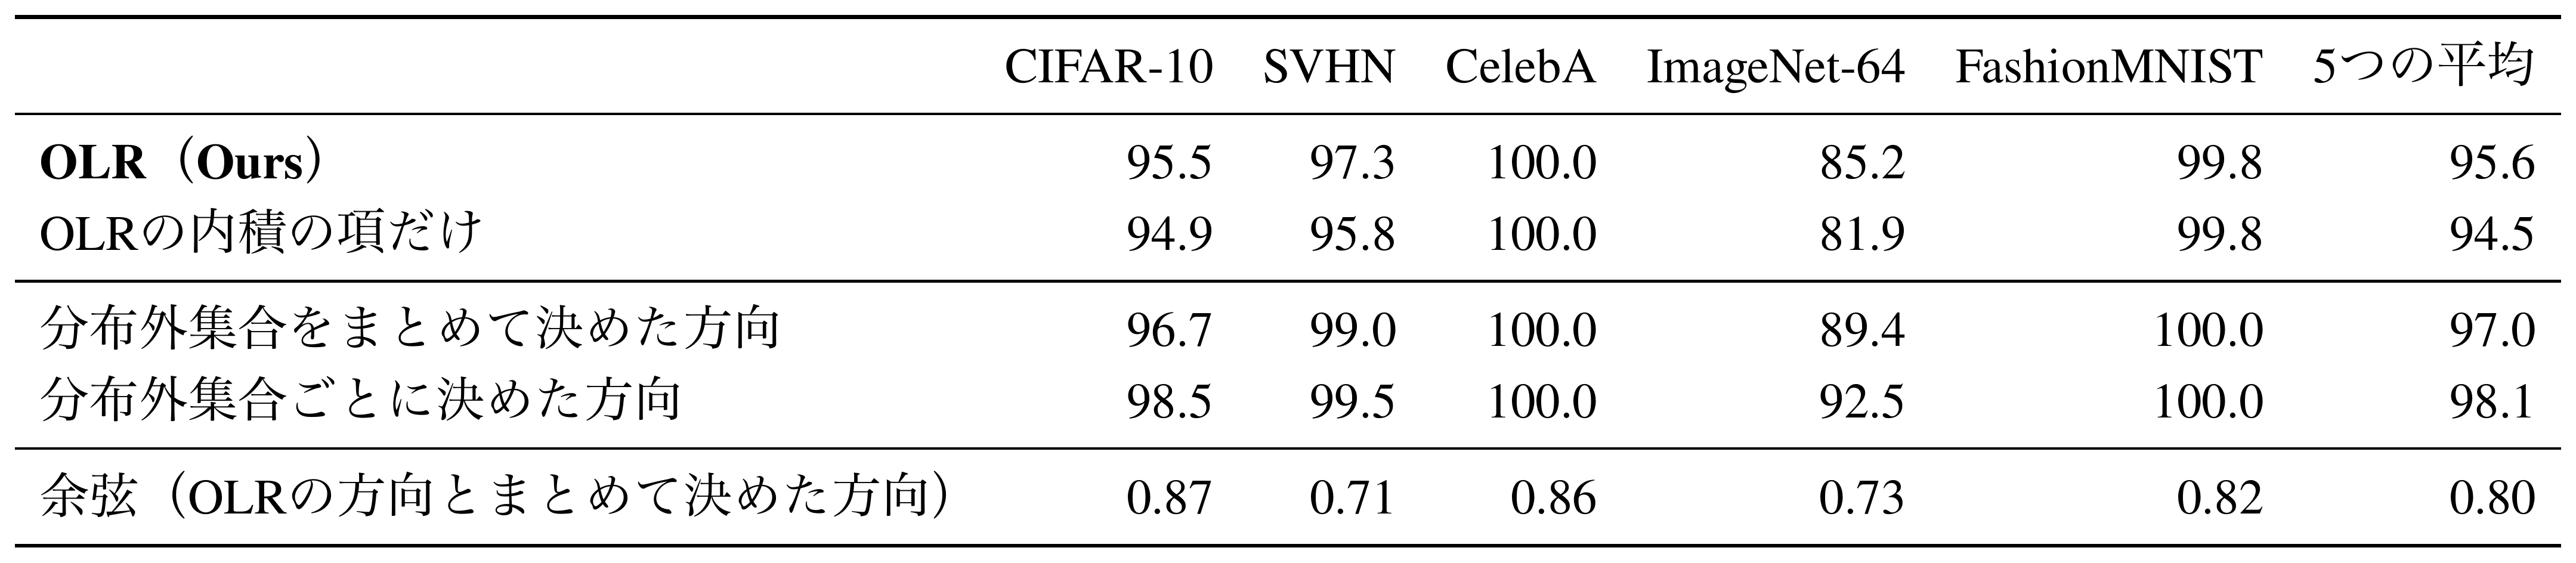 CIFAR-10 SVHN CelebA ImageNet-64 FashionMNIST 5つの平均
OLR（Ours） 95.5 97.3 100.0 85.2 99.8 95.6
OLRの内積の項だけ 94.9 95.8 100.0 81.9 99.8 94.5
分布外集合をまとめて決めた方向 96.7 99.0 100.0 89.4 100.0 97.0
分布外集合ごとに決めた方向 98.5 99.5 100.0 92.5 100.0 98.1
余弦（OLRの方向とまとめて決めた方向） 0.87 0.71 0.86 0.73 0.82 0.80